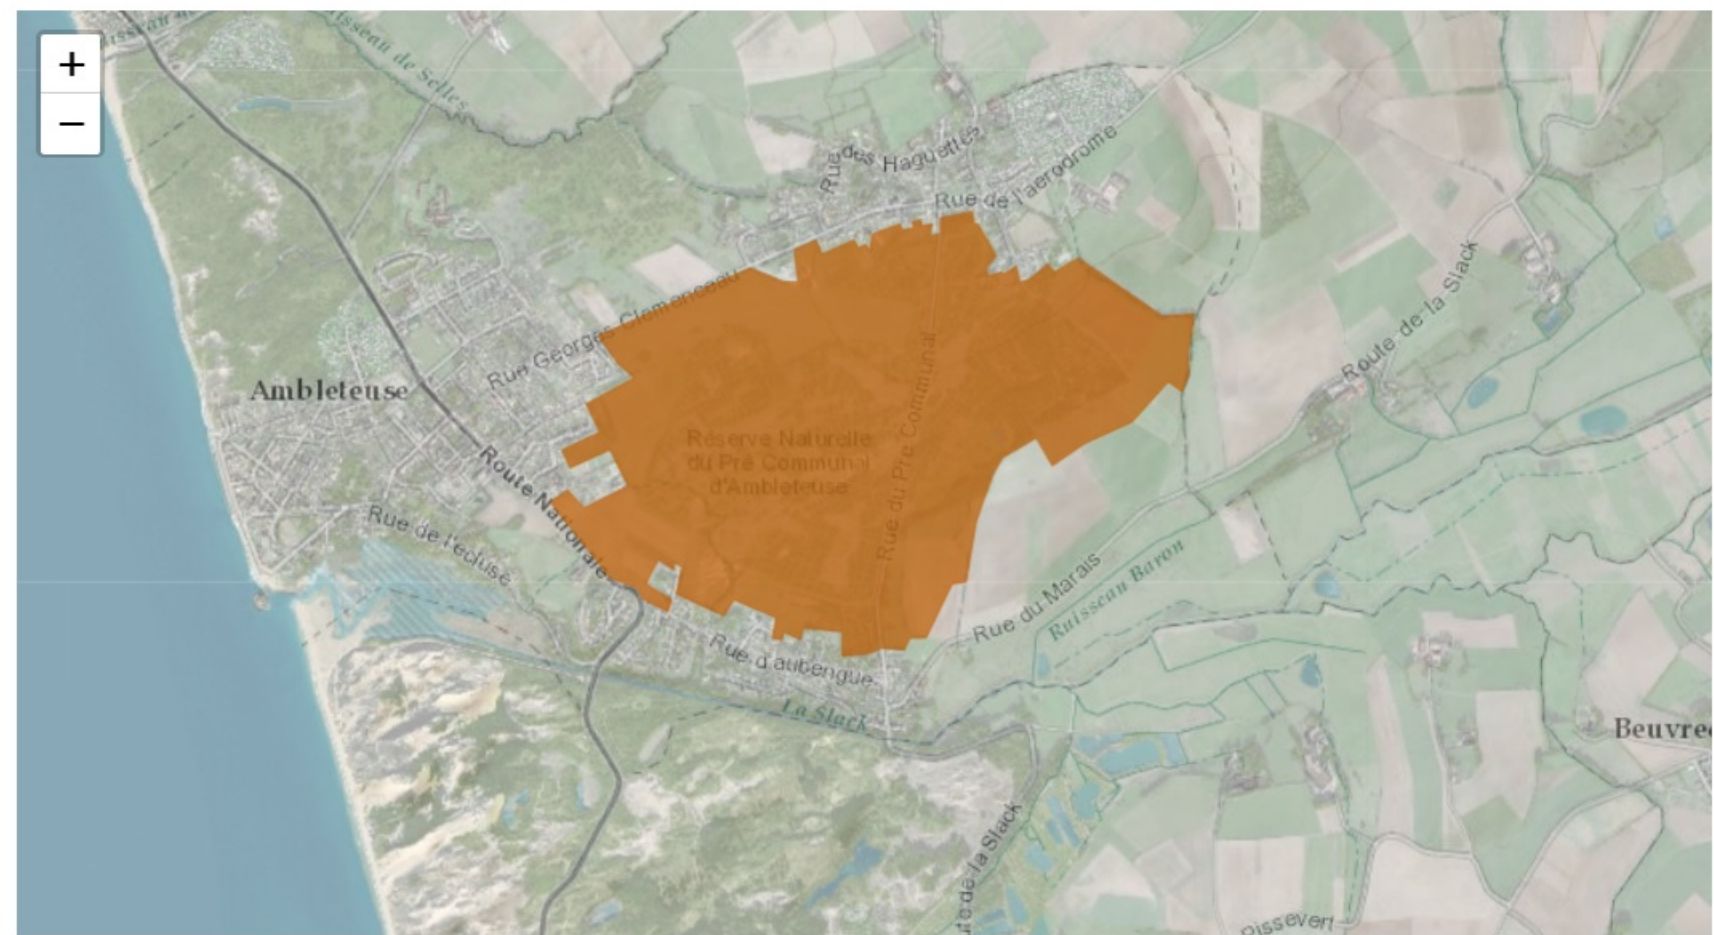 +
−
Ruisseau de Selles
Rue des Haguettes
Rue de l'aérodrome
Rue Georges Clemenceau
Ambleteuse
Route de la Slack
Rue du Pré Communal
Réserve Naturelle
du Pré Communal
d'Ambleteuse
Route Nationale
Rue de l'écluse
Rue du Marais
Ruisseau Baron
Rue d'aubengue
La Slack
Beuvre
te de la Slack
Pissevert